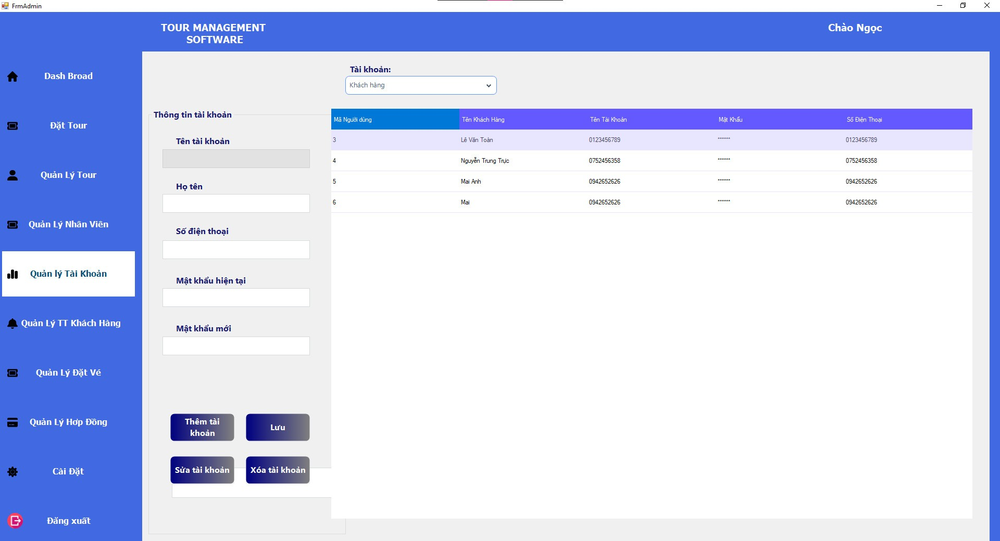 FrmAdmin
TOUR MANAGEMENT
SOFTWARE
Chào Ngọc
Dash Broad
Đặt Tour
Quản Lý Tour
Quản Lý Nhân Viên
Quản lý Tài Khoản
Quản Lý TT Khách Hàng
Quản Lý Đặt Vé
Quản Lý Hợp Đồng
Cài Đặt
Đăng xuất
Tài khoản:
Khách hàng
Thông tin tài khoản
Tên tài khoản
Họ tên
Số điện thoại
Mật khẩu hiện tại
Mật khẩu mới
Thêm tài
khoản
Lưu
Sửa tài khoản
Xóa tài khoản
Mã Người dùng Tên Khách Hàng Tên Tài Khoản Mật Khẩu Số Điện Thoại
3 Lê Văn Toàn 0123456789 ****** 0123456789
4 Nguyễn Trung Trực 0752456358 ****** 0752456358
5 Mai Anh 0942652626 ****** 0942652626
6 Mai 0942652626 ****** 0942652626